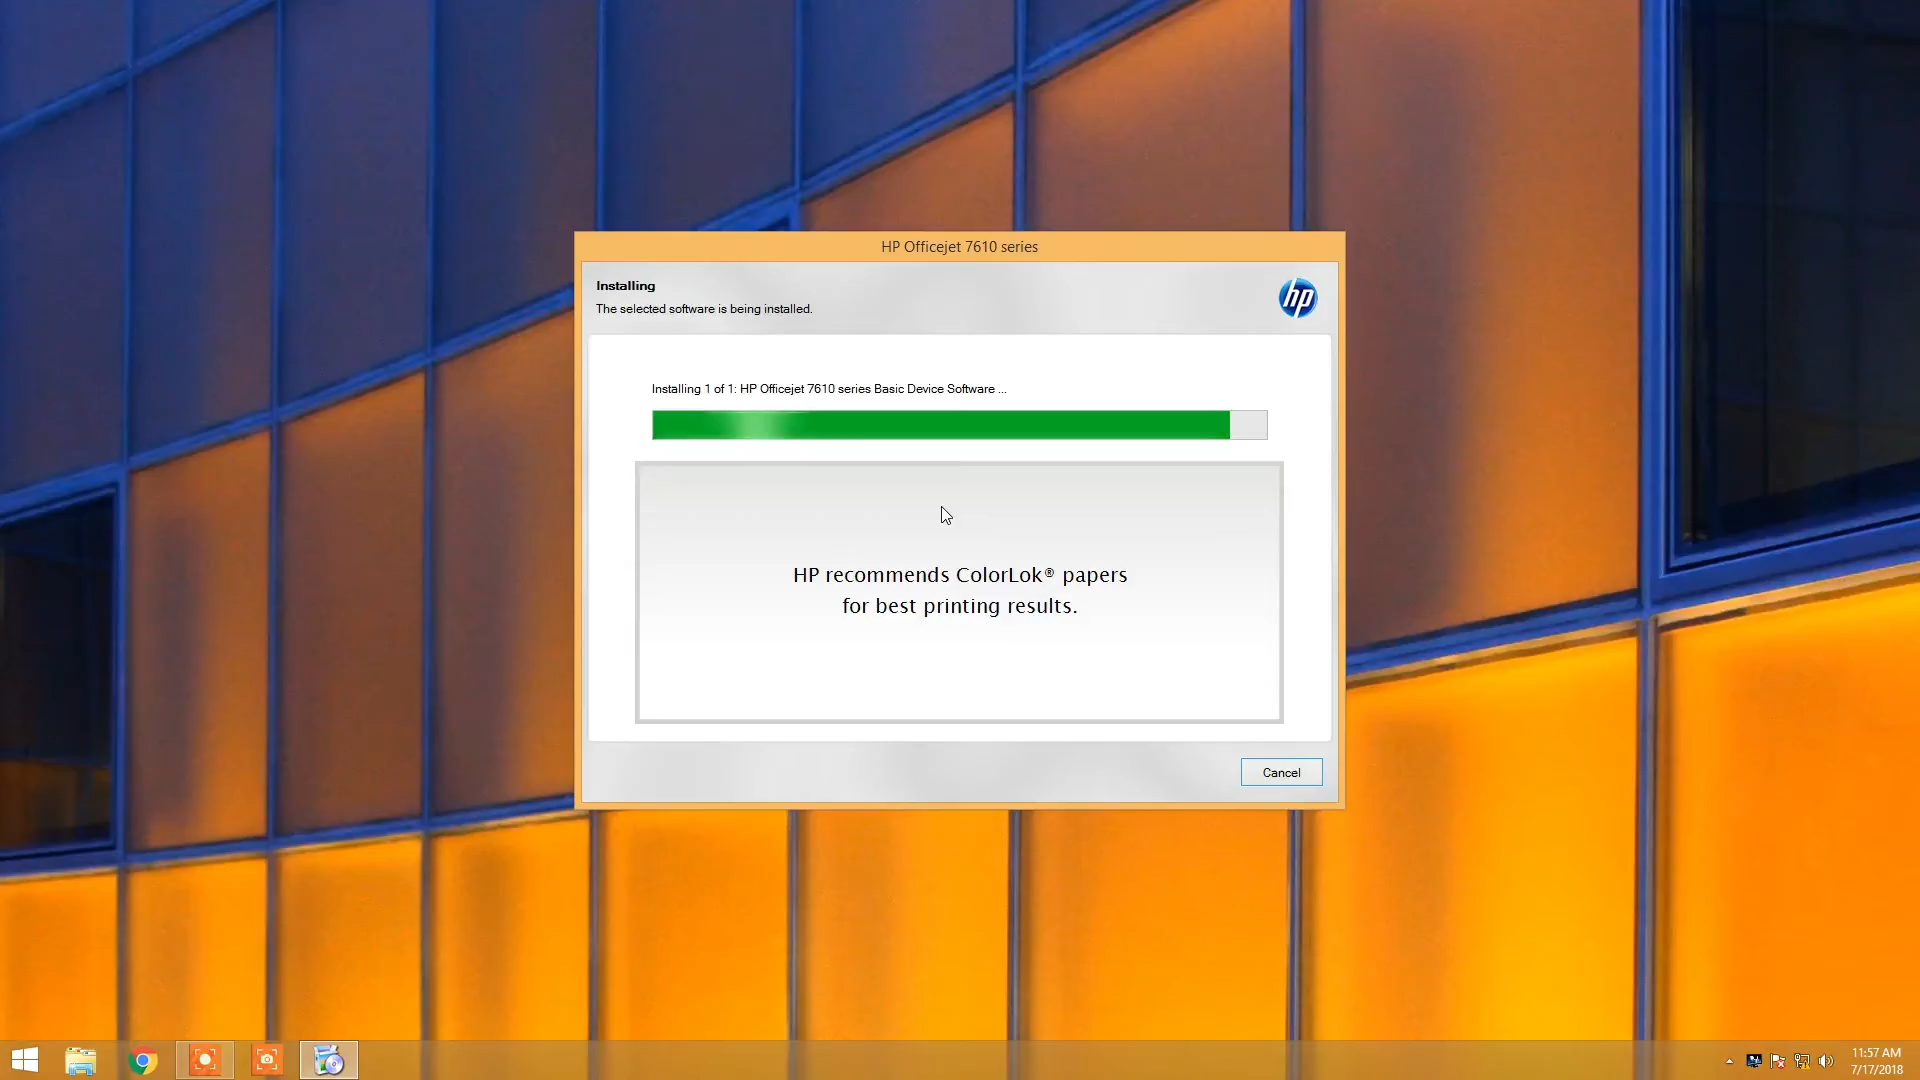 HP Officejet 7610 series
Installing
The selected software is being installed.
hp
Installing 1 of 1: HP Officejet 7610 series Basic Device Software ...
HP recommends ColorLok® papers
for best printing results.
Cancel
11:57 AM
7/17/2018